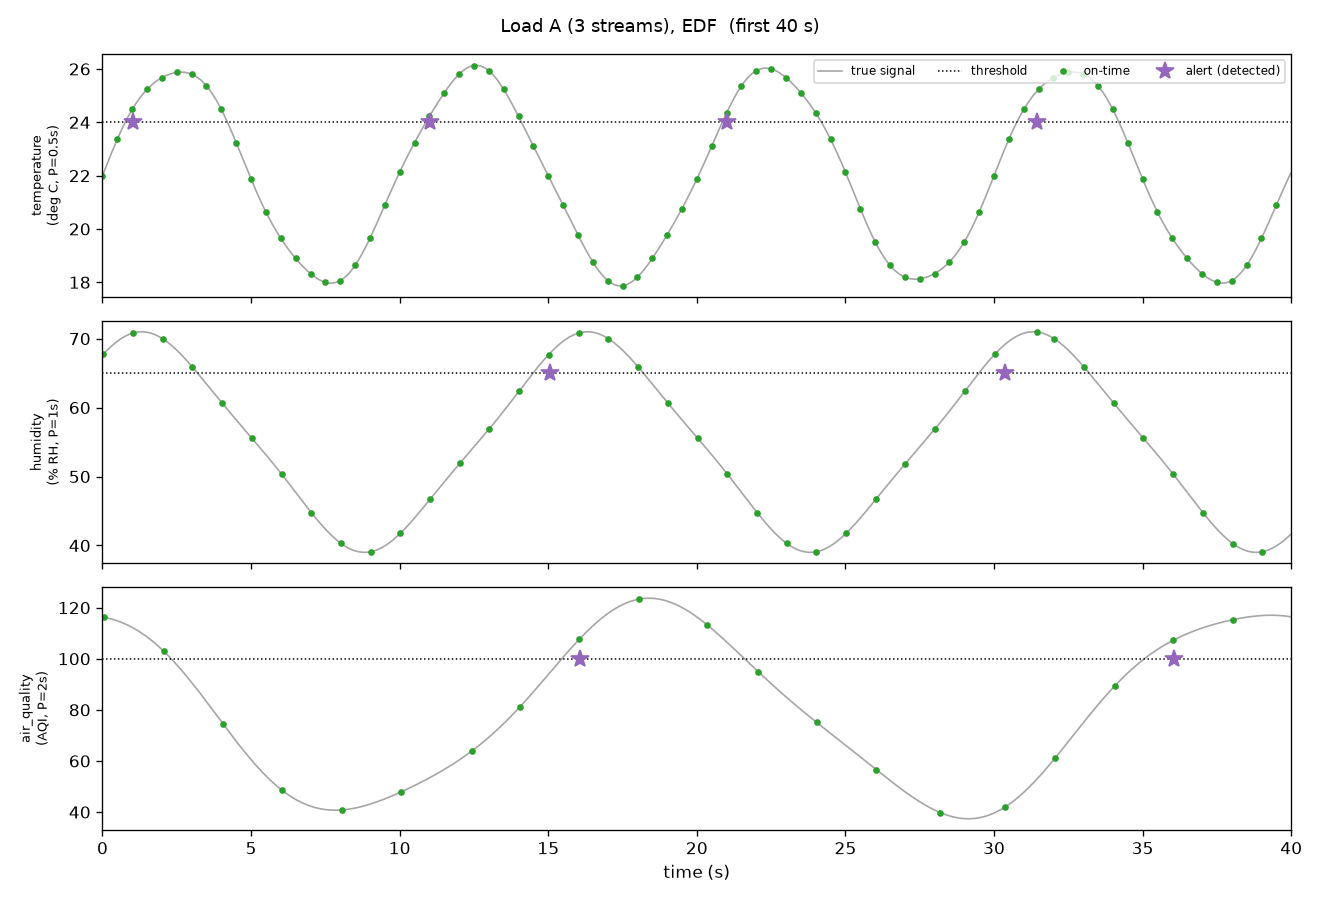 Load A (3 streams), EDF  (first 40 s)
true signal threshold on-time alert (detected)
26
24
22
20
18
temperature
(deg C, P=0.5s)
70
60
50
40
humidity
(% RH, P=1s)
120
100
80
60
40
air_quality
(AQI, P=2s)
0 5 10 15 20 25 30 35 40
time (s)